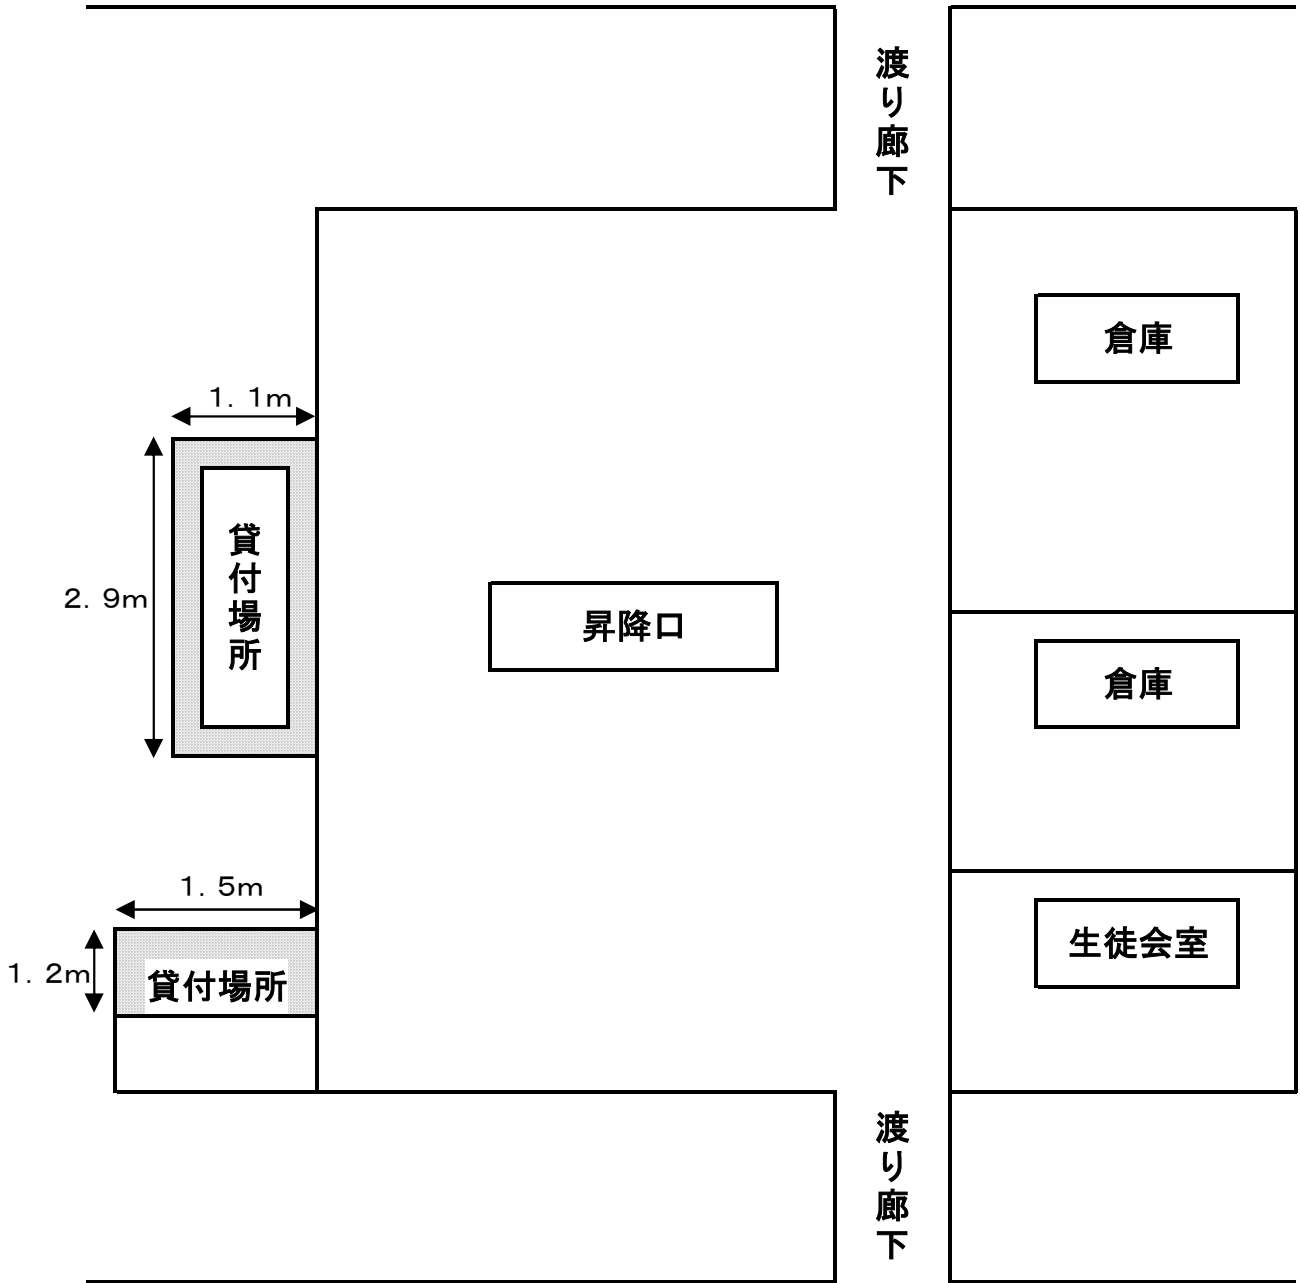 渡り廊下
倉庫
1. 1m
貸付場所
2. 9m
昇降口
倉庫
1. 5m
1. 2m
貸付場所
生徒会室
渡り廊下